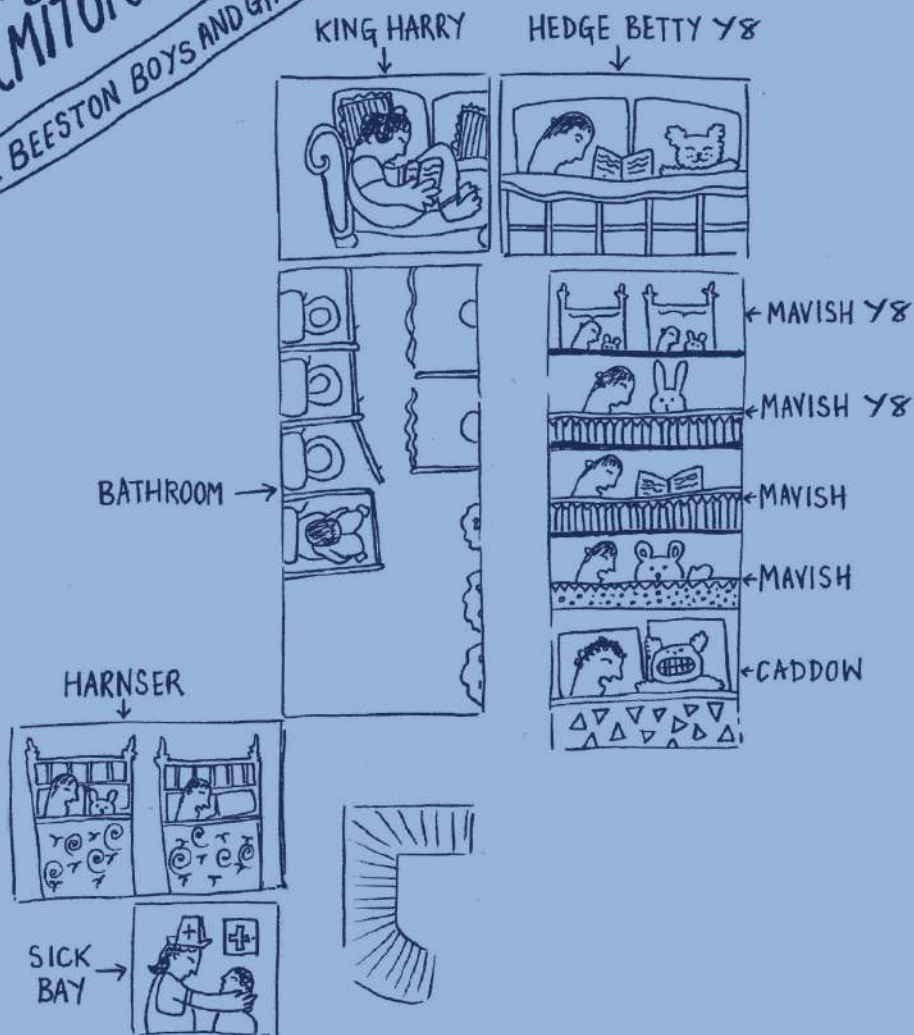 BEESTON BOYS AND
KING HARRY
HEDGE BETTY Y8
MAVISH Y8
MAVISH Y8
BATHROOM
MAVISH
MAVISH
CADDOW
HARNSER
SICK
BAY